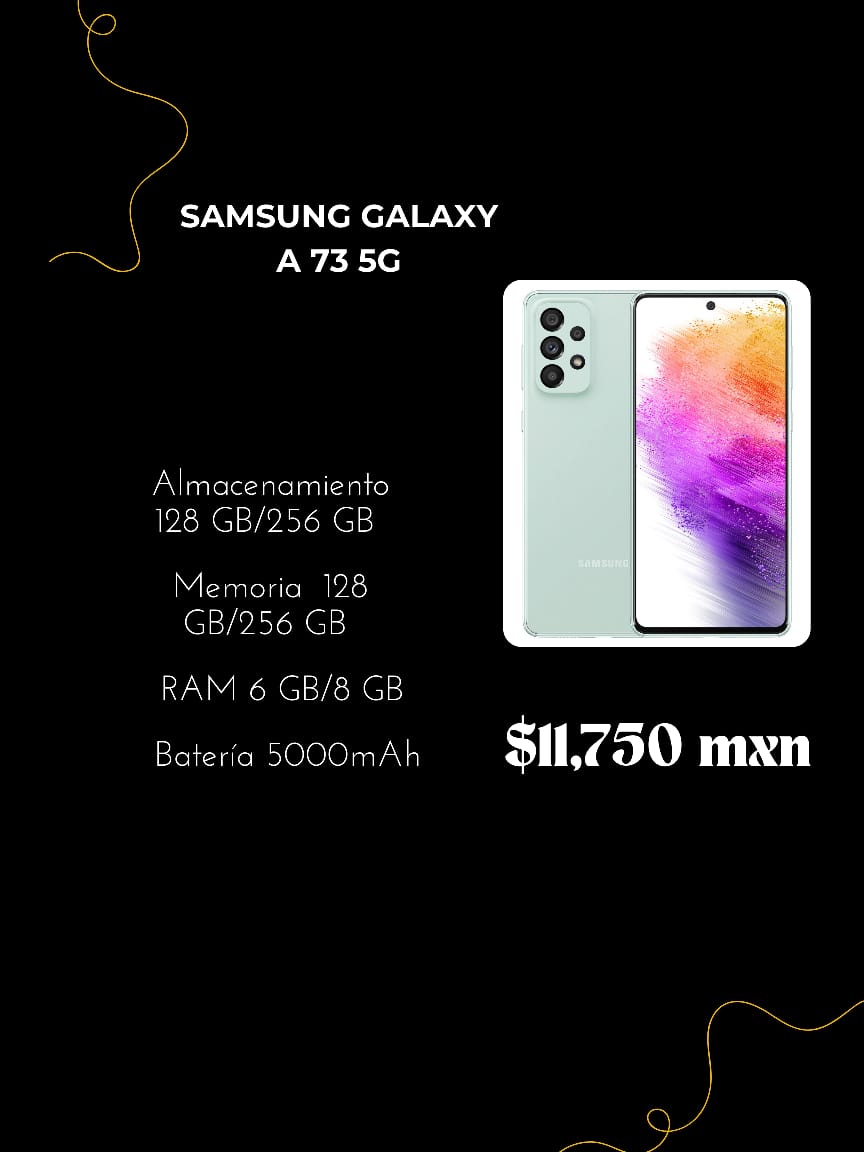 SAMSUNG GALAXY
A 73 5G
Almacenamiento
128 GB/256 GB
Memoria 128
GB/256 GB
RAM 6 GB/8 GB
Batería 5000mAh
SAMSUNG
$11,750 mxn